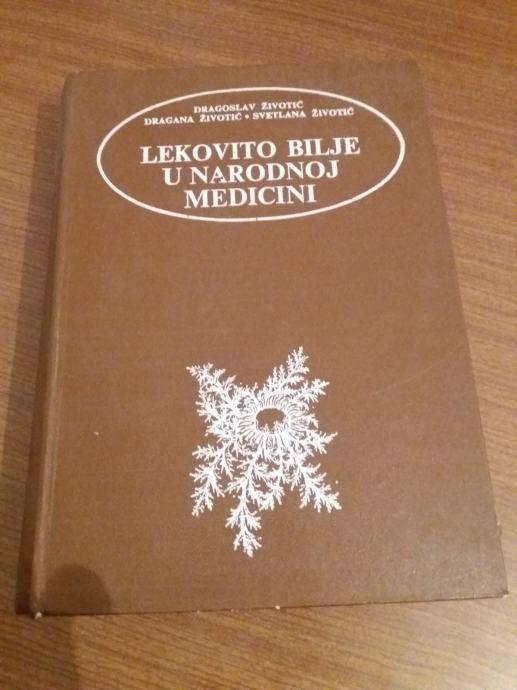 DRAGOSLAV ŽIVOTIĆ
DRAGANA ŽIVOTIĆ • SVETLANA ŽIVOTIĆ
LEKOVITO BILJE
U NARODNOJ
MEDICINI